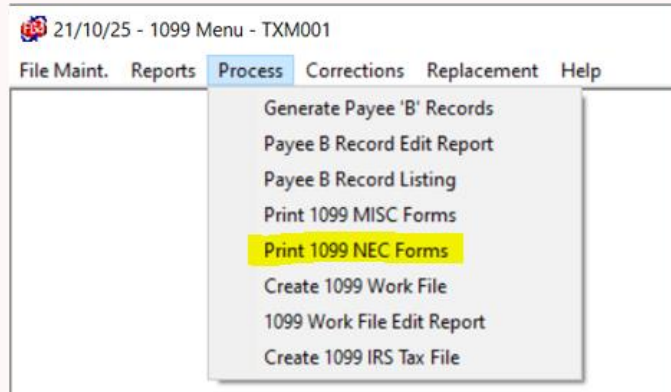 21/10/25 - 1099 Menu - TXM001
File Maint. Reports Process Corrections Replacement Help
Generate Payee 'B' Records
Payee B Record Edit Report
Payee B Record Listing
Print 1099 MISC Forms
Print 1099 NEC Forms
Create 1099 Work File
1099 Work File Edit Report
Create 1099 IRS Tax File